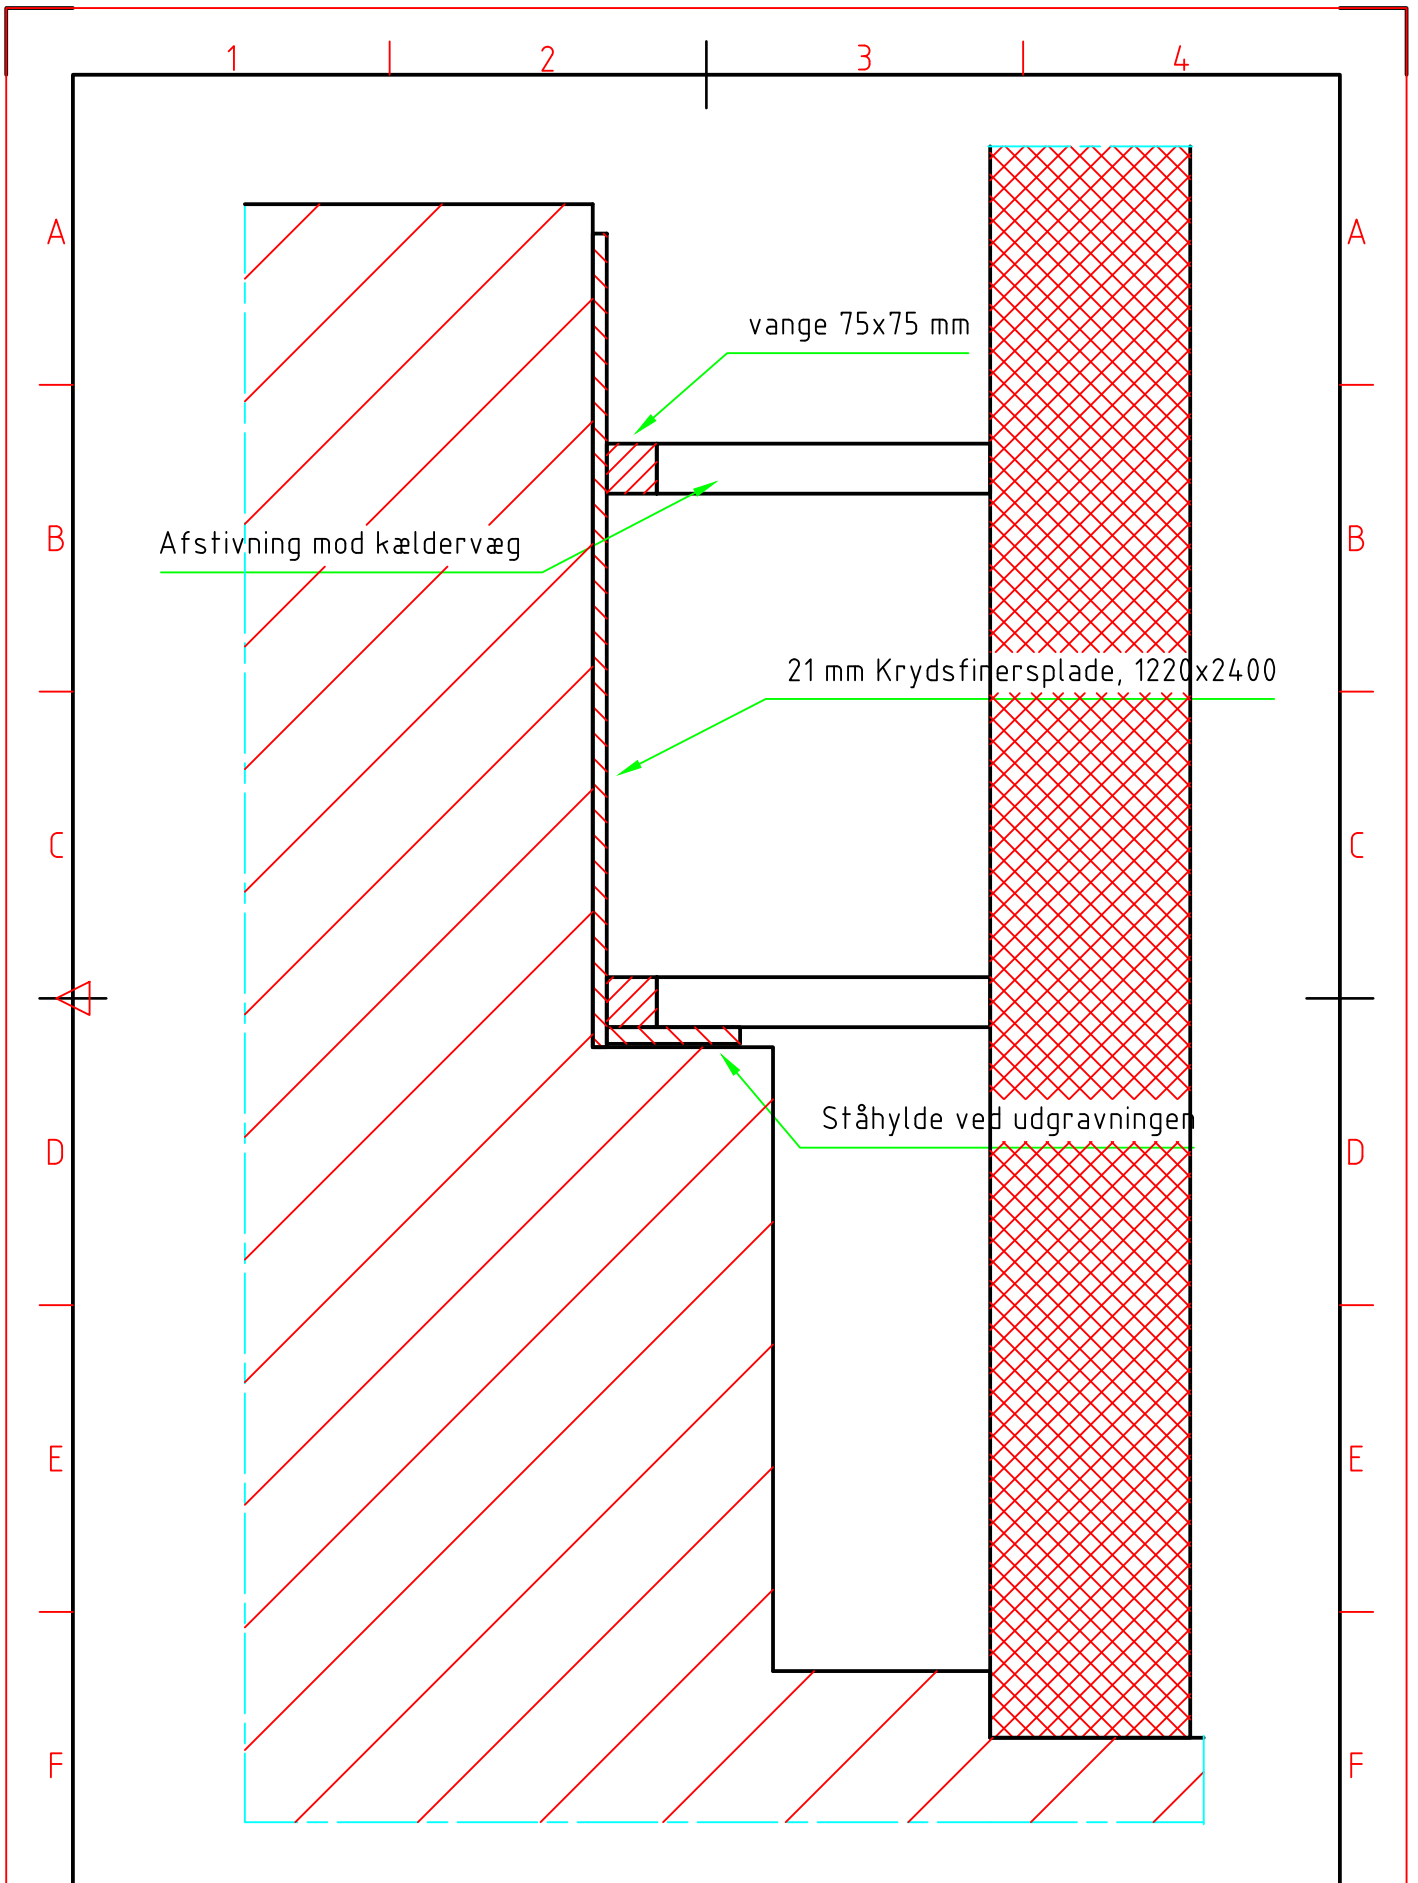 1 2 3 4
A A
vange 75x75 mm
B B
Afstivning mod kældervæg
21 mm Krydsfinersplade, 1220x2400
C C
Ståhylde ved udgravningen
D D
E E
F F